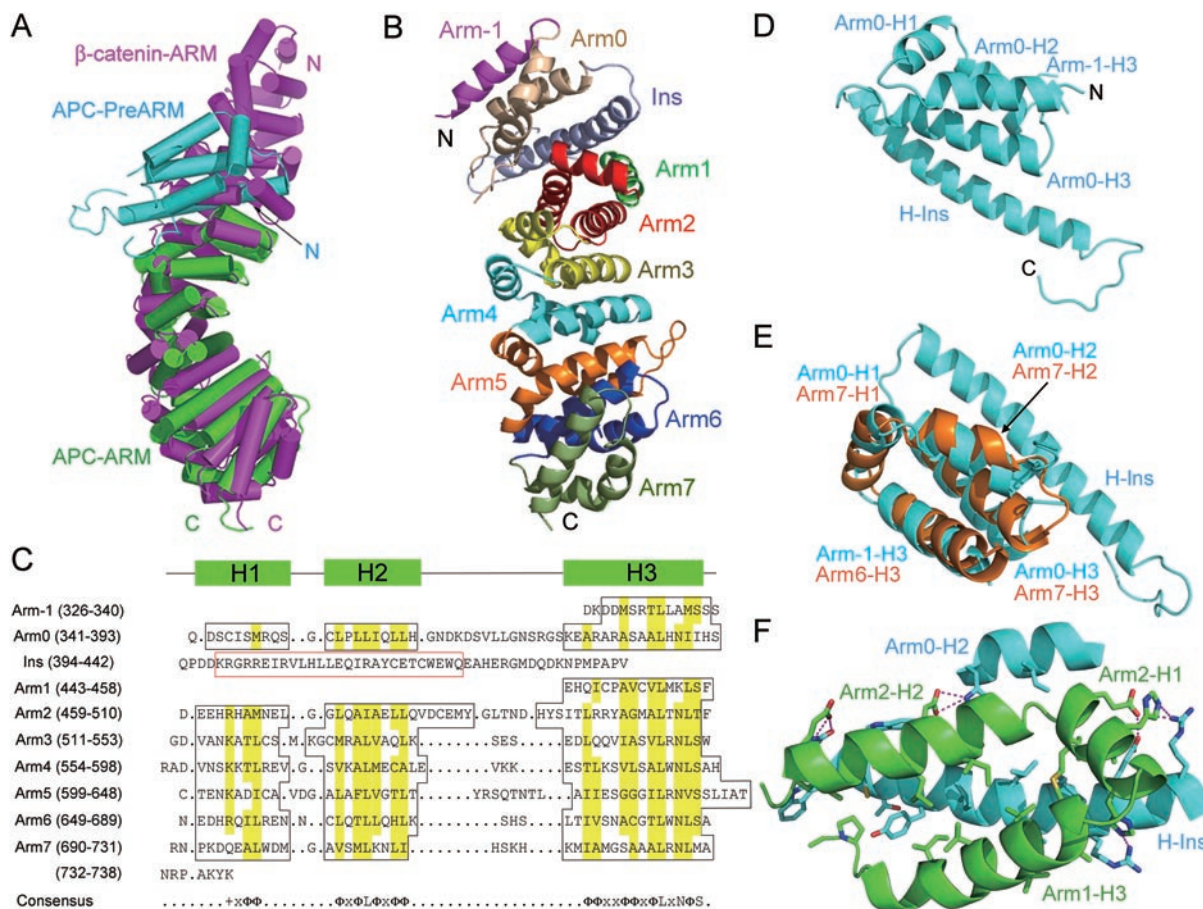 A
β-catenin-ARM
N
APC-PreARM
N
APC-ARM
C
C
B
Arm-1
Arm0
Ins
N
Arm1
Arm2
Arm3
Arm4
Arm5
Arm6
Arm7
C
D
Arm0-H1
Arm0-H2
Arm-1-H3
N
Arm0-H3
H-Ins
C
E
Arm0-H1
Arm7-H1
Arm0-H2
Arm7-H2
H-Ins
Arm-1-H3
Arm6-H3
Arm0-H3
Arm7-H3
C
H1 H2 H3
Arm-1 (326-340) DKDDMSRTLLAMSSS
Arm0 (341-393) Q.DSCISMRQS..G.CLPLLIQLLHGNDKDSVLLGNSRGSKEARARASAALHNIIHS
Ins (394-442) QPDDKRGRREIRVLHLLEQIRAYCETCWEWQEAHERGMDQDKNPMPAPV
Arm1 (443-458) EHQICPAVCVLMKLSF
Arm2 (459-510) D.EEHRHAMNEL..GGLQAIAELLQVDCEMY.GLTND.HYSITLRRYAGMALTNLTF
Arm3 (511-553) GD.VANKATLCS.M.KGCMRALVAQLK.......SES.....EDLQQVIASVLRNLSW
Arm4 (554-598) RAD.VNSKKTLREV.G.SVKALMECALE......VKK.....ESTLKSVLSALWNLSAH
Arm5 (599-648) C.TENKADICA.VDGALAFLVGTLT.....YRSQTNTL..AIIESGGGILRNVSSLIAT
Arm6 (649-689) N.EDHRQILREN.N.CLQTLLQHLK.......SHS.....LTIVSNACGTLWNLSA
Arm7 (690-731) RN.PKDQEALWDM.G.AVSMLKNLI.......HSKH....KMIAMGSAAALRNLMA
(732-738) NRP.AKYK
Consensus .......+xΦΦ......ΦxΦLΦxΦΦ.................ΦΦxxΦΦxΦLxNΦS.
F
Arm0-H2
Arm2-H2
Arm2-H1
H-Ins
Arm1-H3